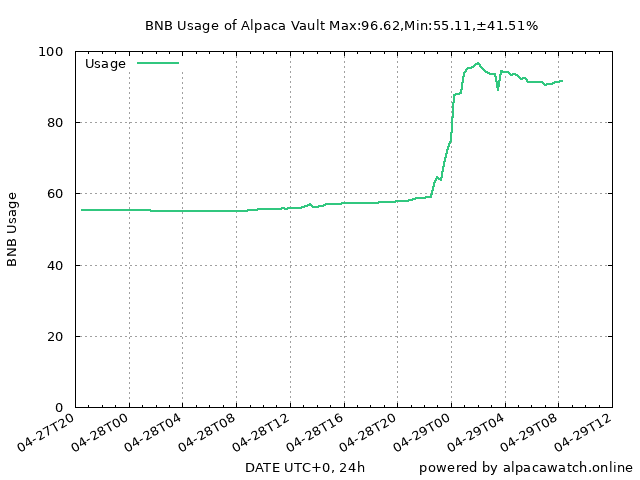 BNB Usage of Alpaca Vault Max:96.62,Min:55.11,±41.51%
Usage
100
80
60
40
20
0
BNB Usage
04-27T20
04-28T00
04-28T04
04-28T08
04-28T12
04-28T16
04-28T20
04-29T00
04-29T04
04-29T08
04-29T12
DATE UTC+0, 24h
powered by alpacawatch.online